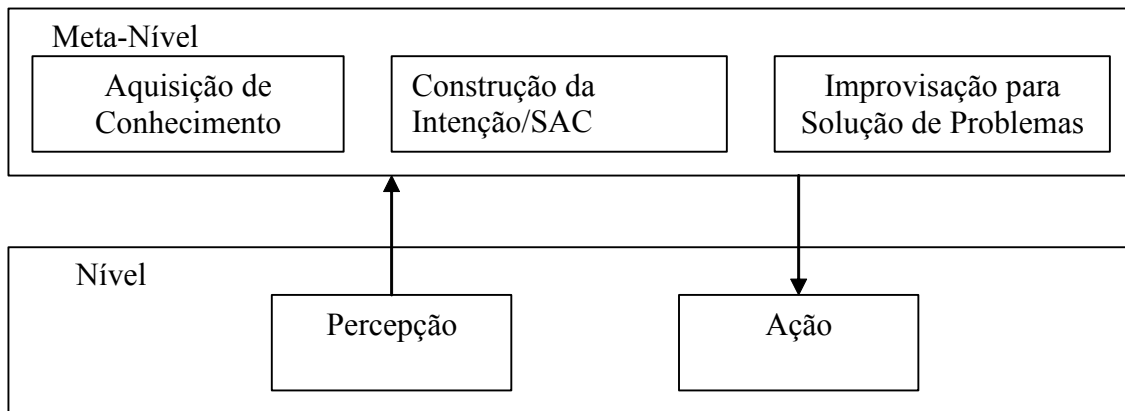 Meta-Nível
Aquisição de
Conhecimento
Construção da
Intenção/SAC
Improvisação para
Solução de Problemas
Nível
Percepção
Ação